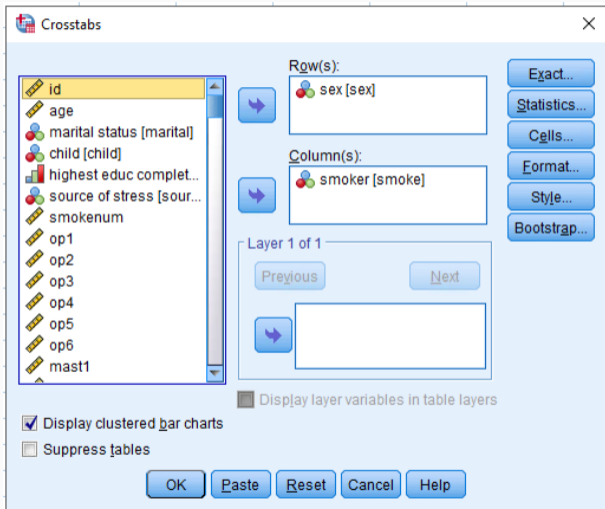 Crosstabs
id
age
marital status [marital]
child [child]
highest educ complet...
source of stress [sour...
smokenum
op1
op2
op3
op4
op5
op6
mast1
Row(s):
sex [sex]
Column(s):
smoker [smoke]
Layer 1 of 1
Previous
Next
Display layer variables in table layers
Exact...
Statistics...
Cells...
Format...
Style...
Bootstrap...
Display clustered bar charts
Suppress tables
OK Paste Reset Cancel Help